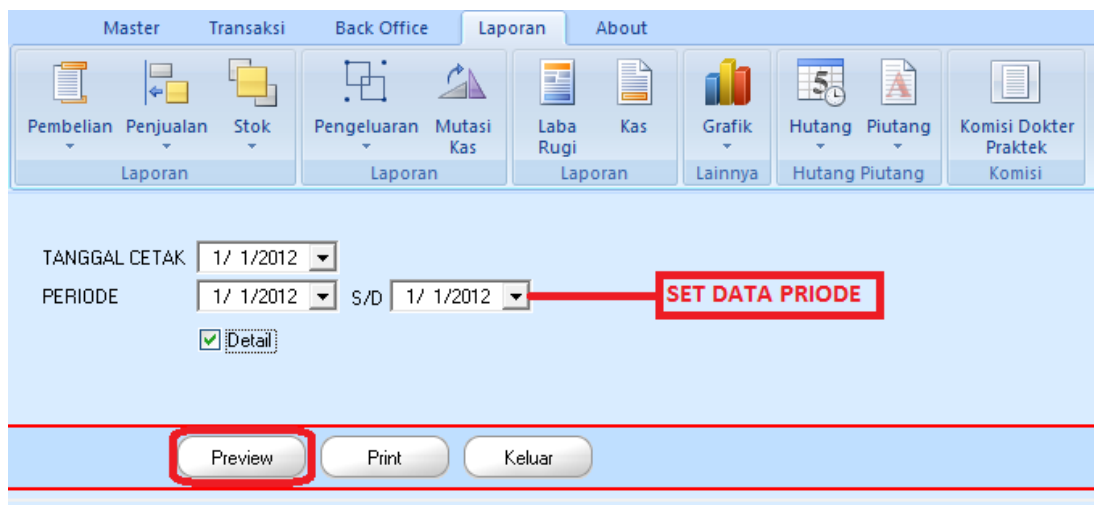 Master Transaksi Back Office Laporan About
5
A
Pembelian Penjualan Stok Pengeluaran Mutasi Laba Kas Grafik Hutang Piutang Komisi Dokter
Kas Rugi Praktek
Laporan Laporan Laporan Lainnya Hutang Piutang Komisi
TANGGAL CETAK 1/ 1/2012
PERIODE 1/ 1/2012 S/D 1/ 1/2012 SET DATA PRIODE
Detail
Preview Print Keluar